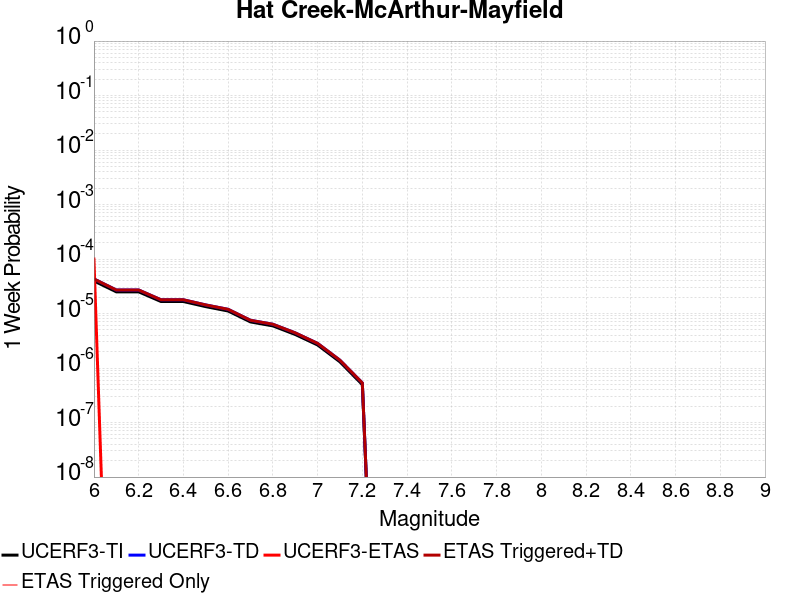 Hat Creek-McArthur-Mayfield
10^0
10^-1
10^-2
10^-3
10^-4
10^-5
10^-6
10^-7
10^-8
1 Week Probability
6 6.2 6.4 6.6 6.8 7 7.2 7.4 7.6 7.8 8 8.2 8.4 8.6 8.8 9
Magnitude
UCERF3-TI UCERF3-TD UCERF3-ETAS ETAS Triggered+TD
ETAS Triggered Only